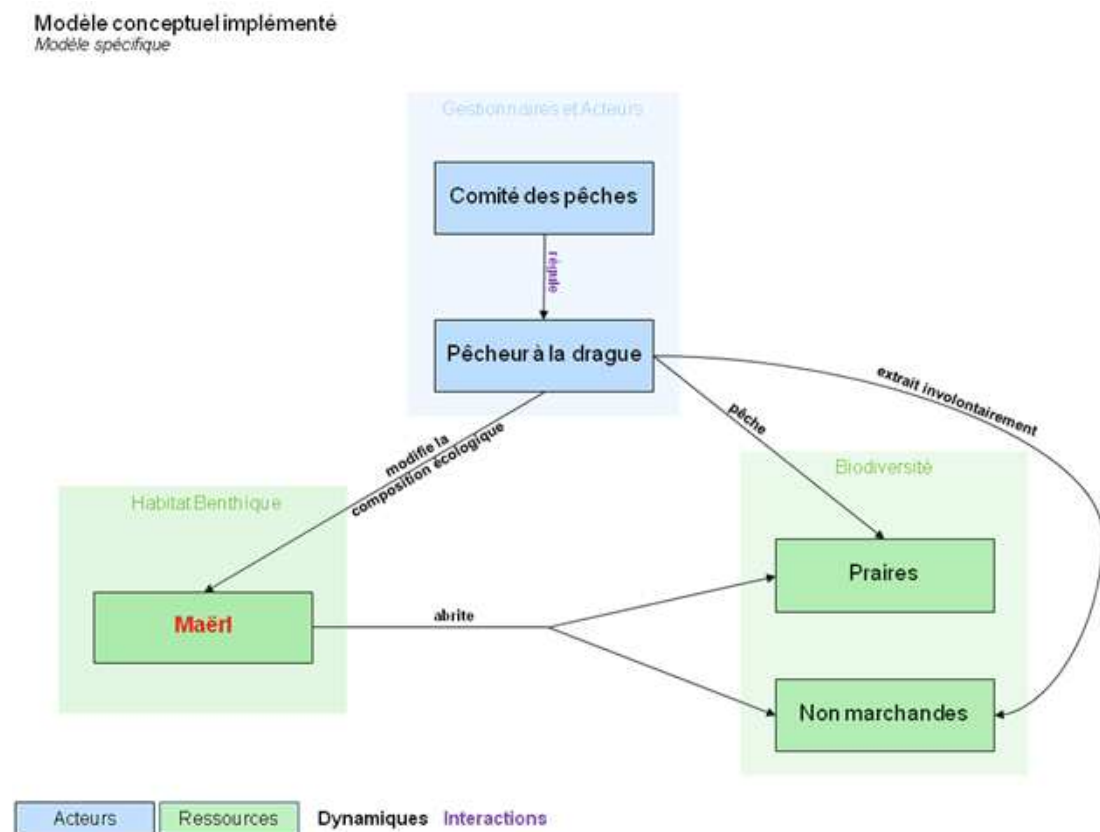 Modèle conceptuel implémenté
Modèle spécifique
Gestionnaires et Acteurs
Comité des pêches
régule
Pêcheur à la drague
extrait involontairement
pêche
modifie la
composition écologique
Biodiversité
Habitat Benthique
Praires
Maërl
abrite
Non marchandes
Acteurs
Ressources
Dynamiques
Interactions